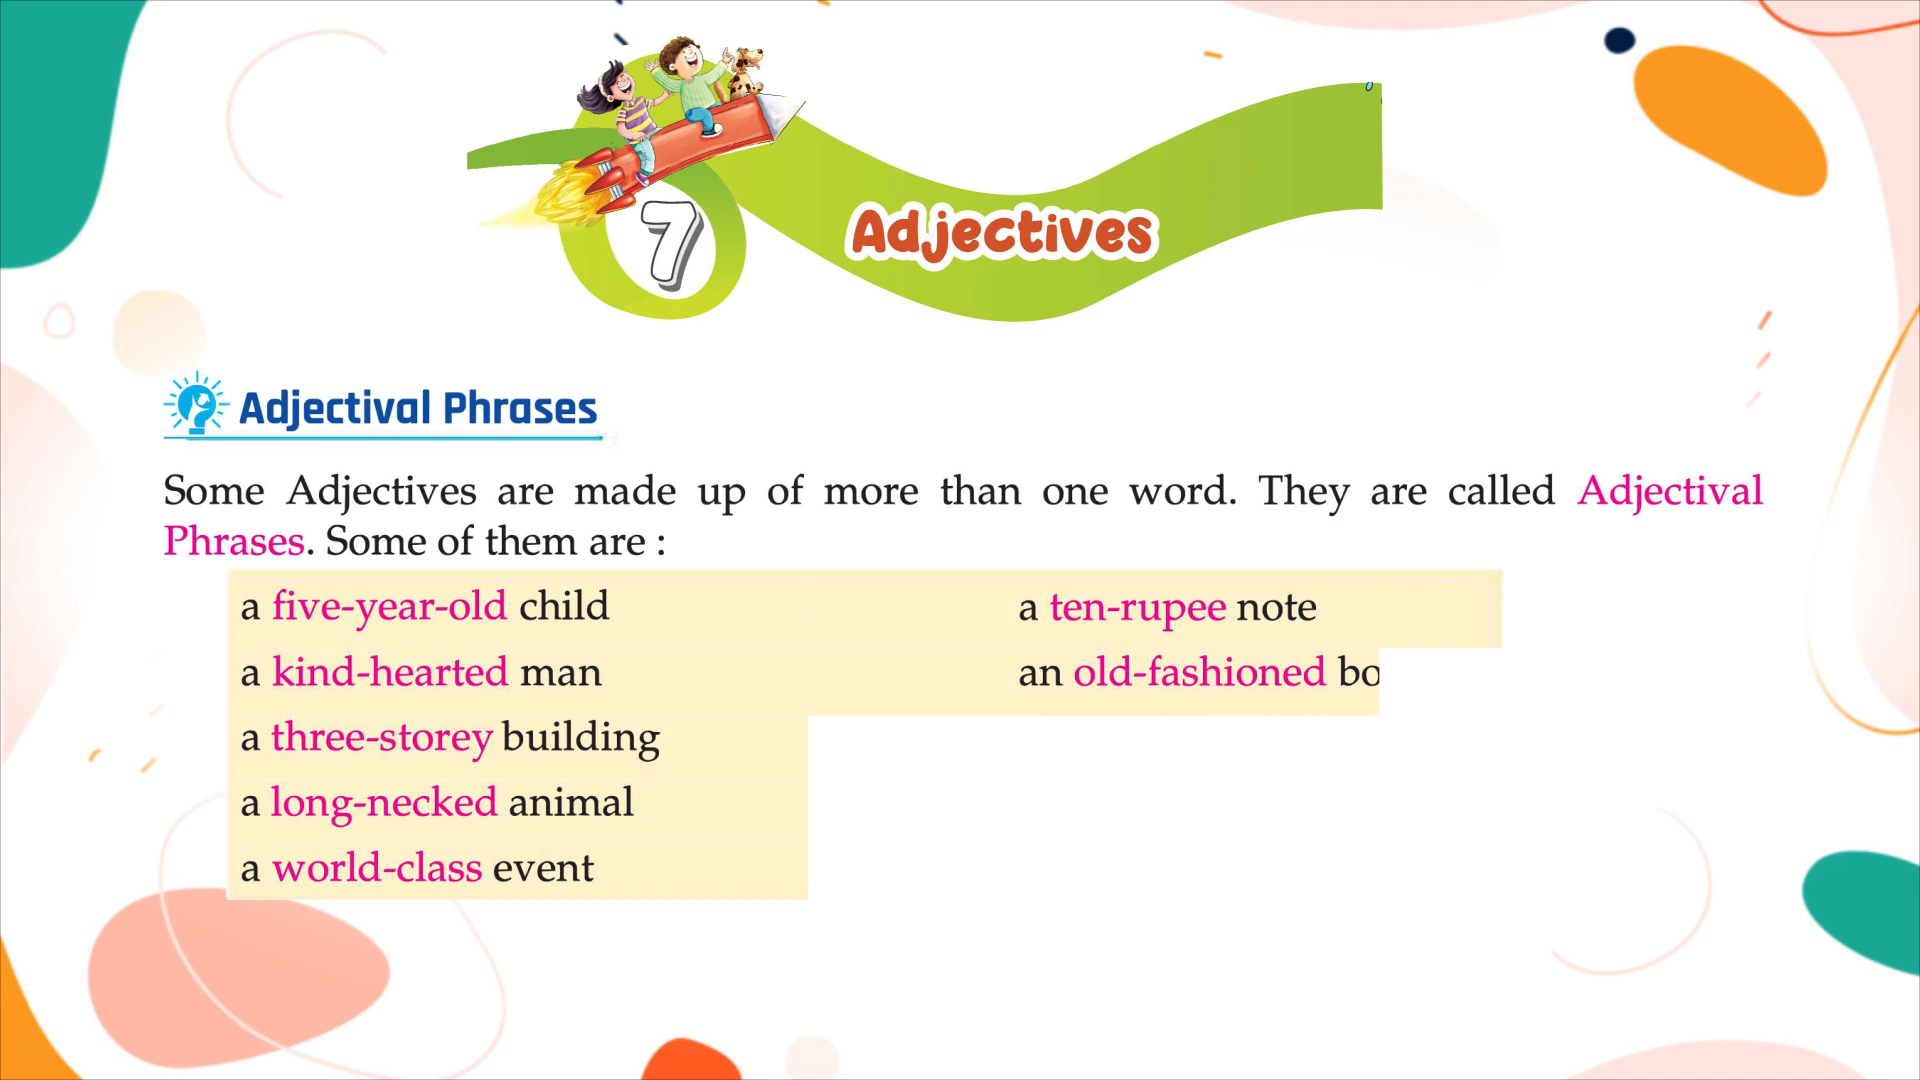 7
Adjectives
Adjectival Phrases
Some Adjectives are made up of more than one word. They are called Adjectival
Phrases. Some of them are :
a five-year-old child
a ten-rupee note
a kind-hearted man
an old-fashioned
a three-storey building
a long-necked animal
a world-class event